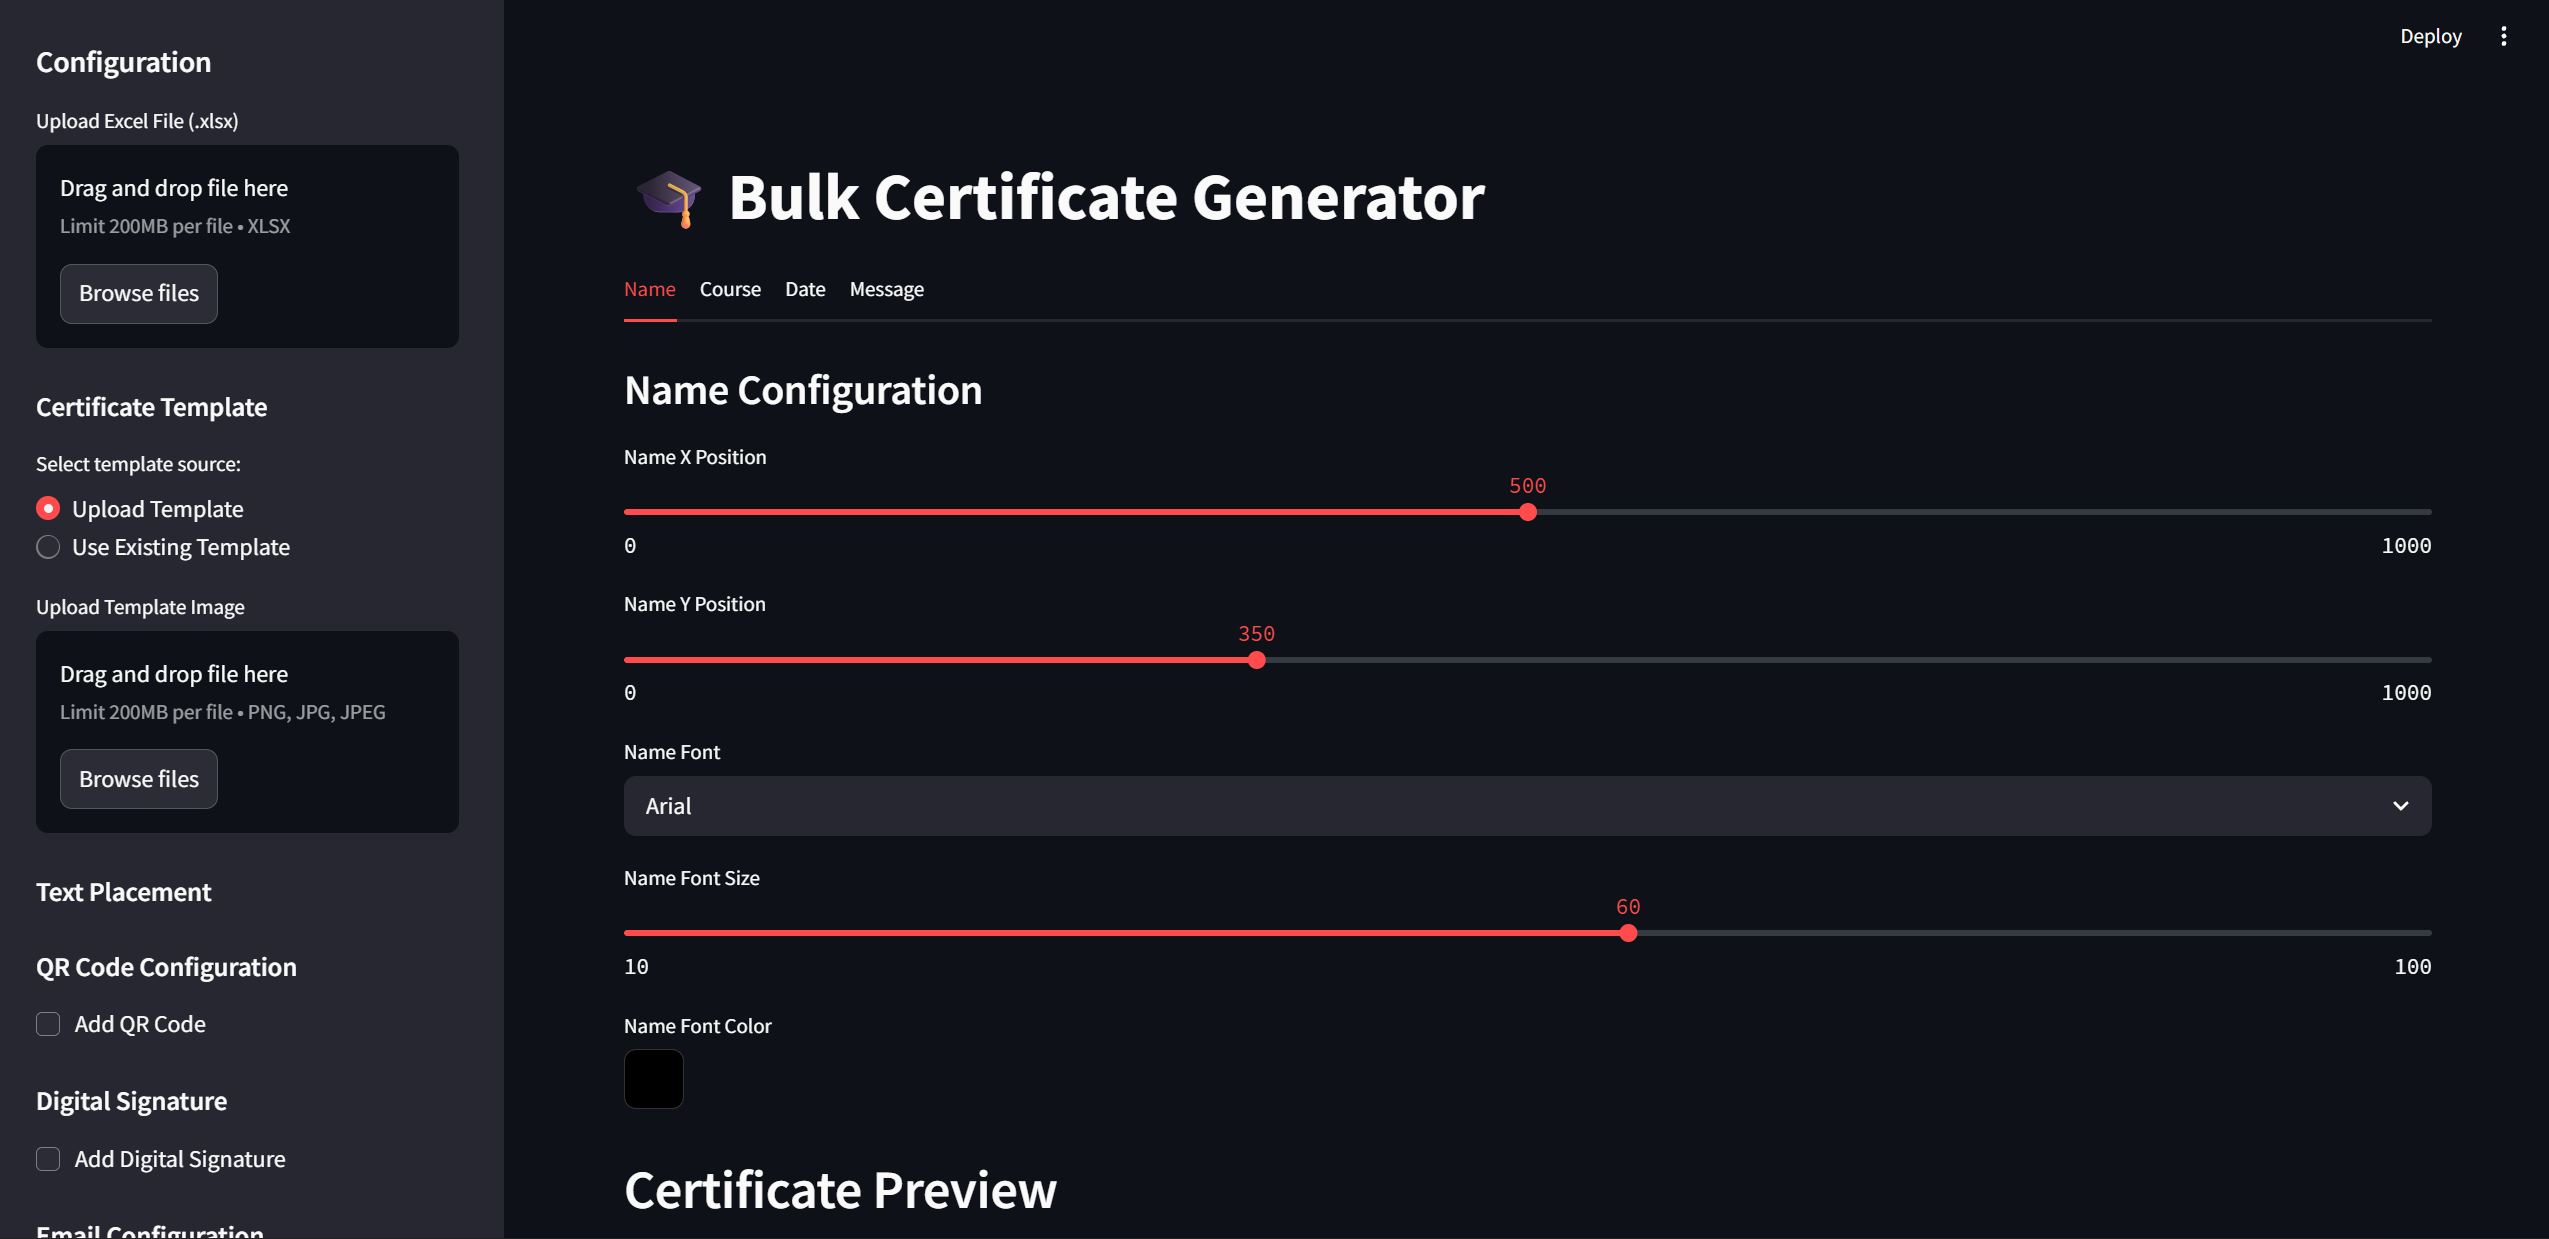 Configuration
Upload Excel File (.xlsx)
Drag and drop file here
Limit 200MB per file • XLSX
Browse files
Certificate Template
Select template source:
Upload Template
Use Existing Template
Upload Template Image
Drag and drop file here
Limit 200MB per file • PNG, JPG, JPEG
Browse files
Text Placement
QR Code Configuration
Add QR Code
Digital Signature
Add Digital Signature
Email Configuration
Deploy
Bulk Certificate Generator
Name Course Date Message
Name Configuration
Name X Position
500
0 1000
Name Y Position
350
0 1000
Name Font
Arial
Name Font Size
60
10 100
Name Font Color
Certificate Preview